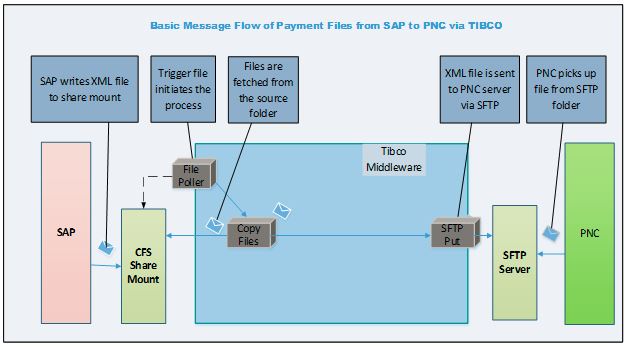 Basic Message Flow of Payment Files from SAP to PNC via TIBCO
SAP writes XML file
to share mount
Trigger file
initiates the
process
Files are
fetched from
the source
folder
XML file is sent
to PNC server
via SFTP
PNC picks up
file from SFTP
folder
Tibco
Middleware
File
Poller
SAP
CFS
Share
Mount
Copy
Files
SFTP
Put
SFTP
Server
PNC